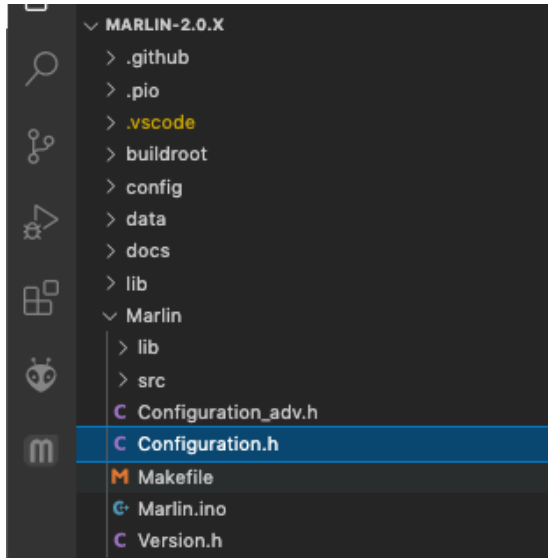 MARLIN-2.0.X
.github
.pio
.vscode
buildroot
config
data
docs
lib
Marlin
lib
src
C Configuration_adv.h
C Configuration.h
M Makefile
Marlin.ino
C Version.h
m